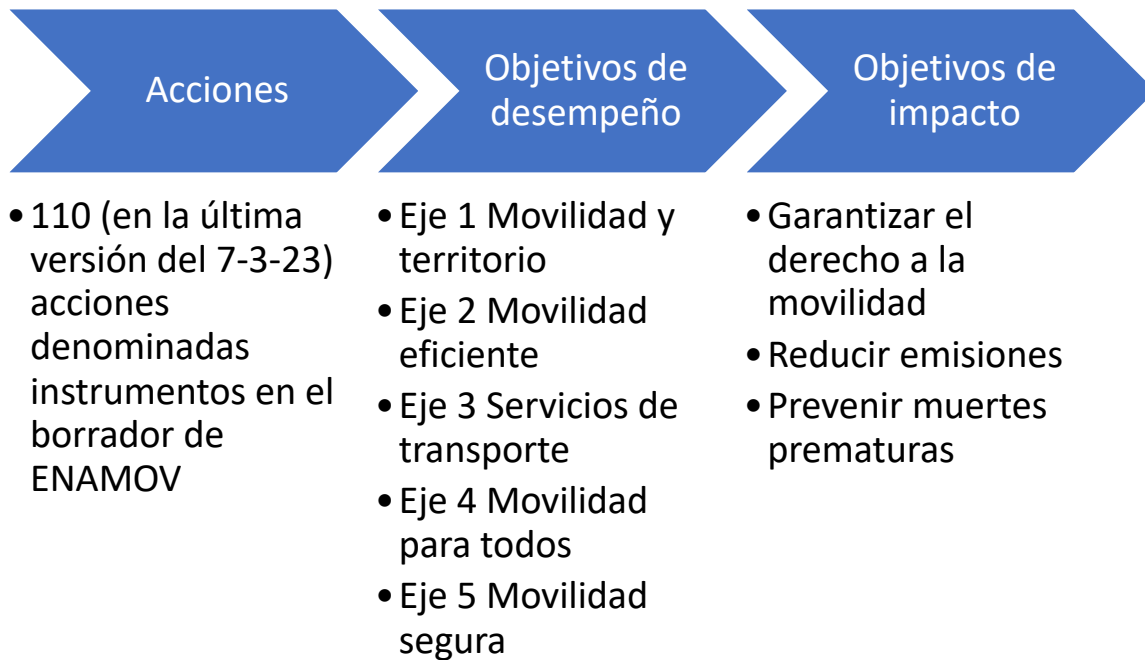 Acciones
• 110 (en la última
versión del 7-3-23)
acciones
denominadas
instrumentos en el
borrador de
ENAMOV
Objetivos de
desempeño
• Eje 1 Movilidad y
territorio
• Eje 2 Movilidad
eficiente
• Eje 3 Servicios de
transporte
• Eje 4 Movilidad
para todos
• Eje 5 Movilidad
segura
Objetivos de
impacto
• Garantizar el
derecho a la
movilidad
• Reducir emisiones
• Prevenir muertes
prematuras